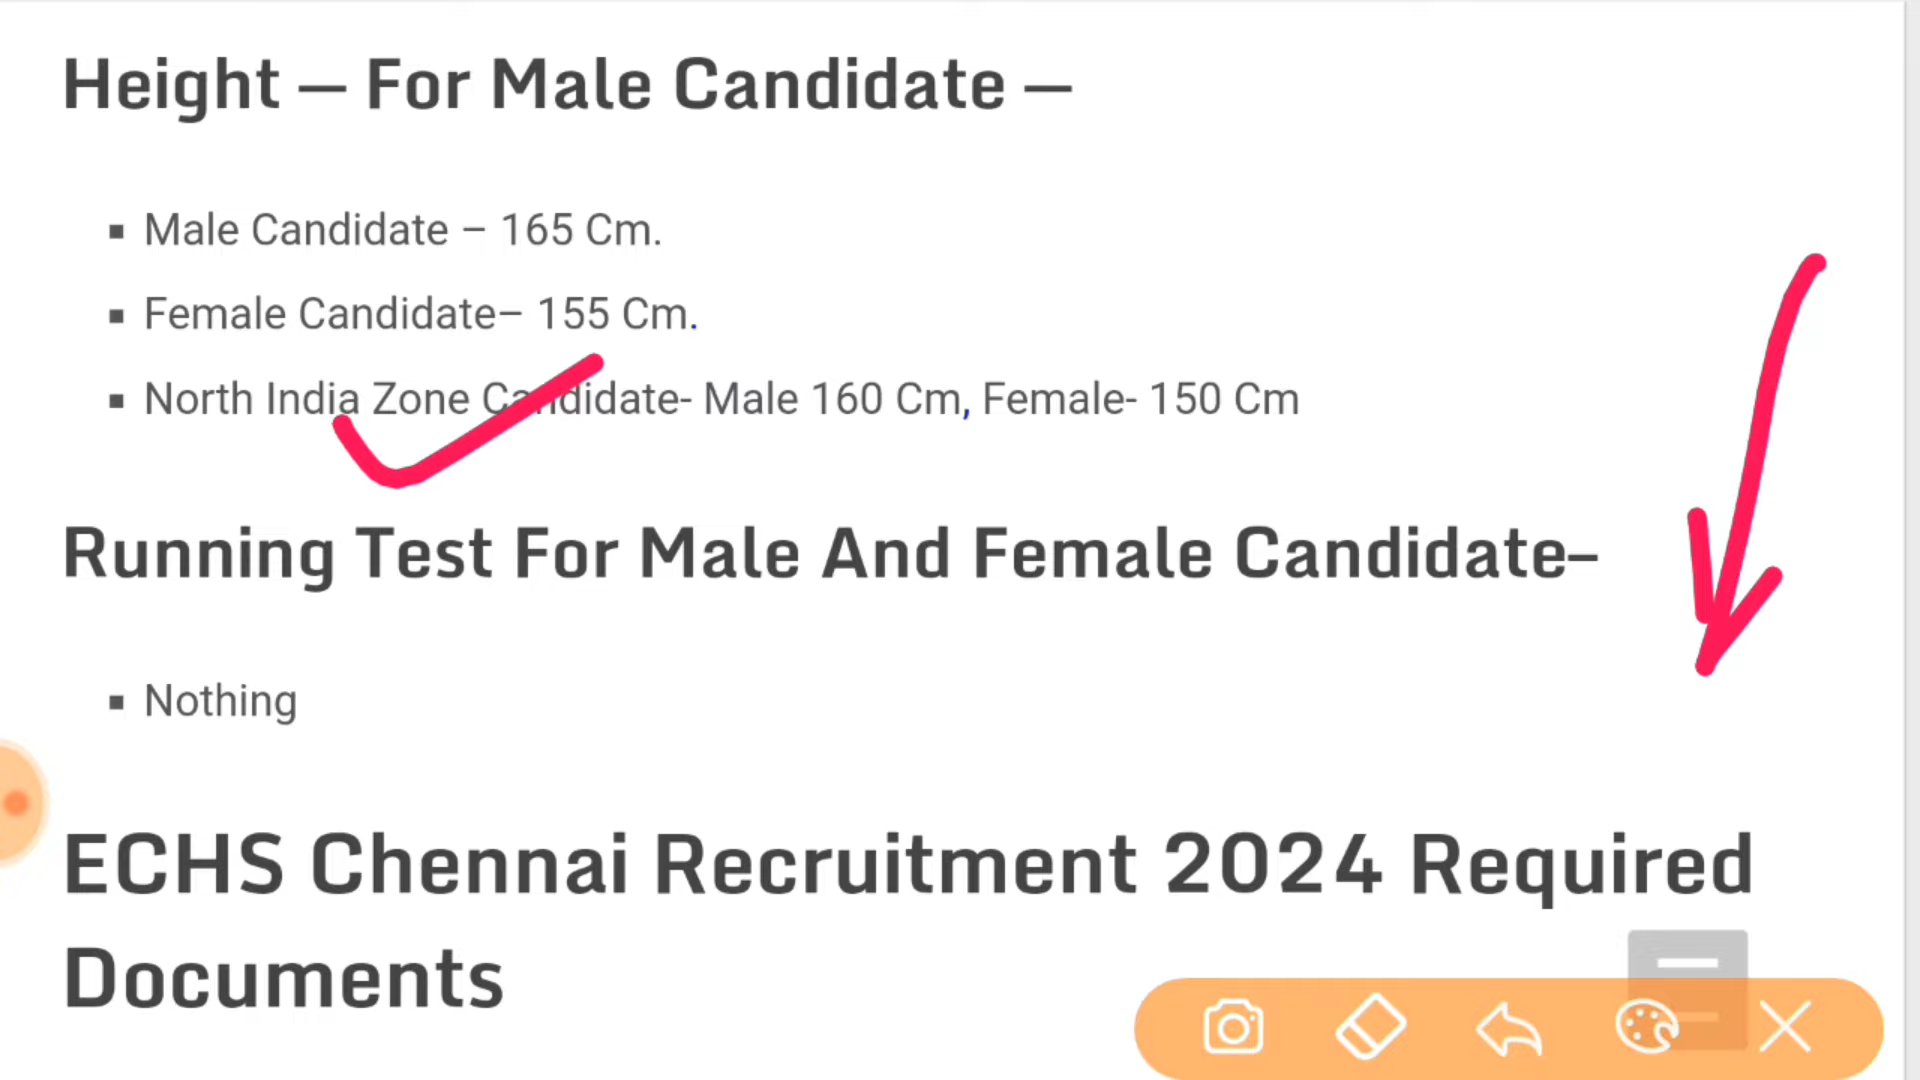 Height — For Male Candidate —
Male Candidate – 165 Cm.
Female Candidate– 155 Cm.
North India Zone Candidate- Male 160 Cm, Female- 150 Cm
Running Test For Male And Female Candidate–
Nothing
ECHS Chennai Recruitment 2024 Required
Documents